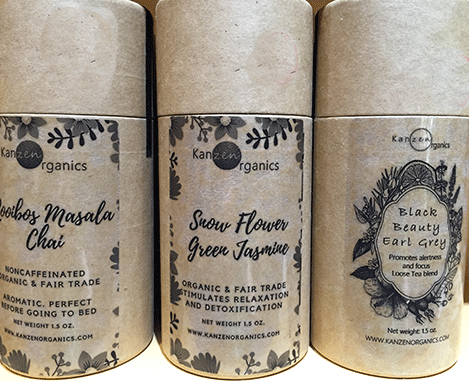 Kanzen
Organics
Rooibos Masala
Chai
NONCAFFEINATED
ORGANIC & FAIR TRADE
AROMATIC. PERFECT
BEFORE GOING TO BED
NET WEIGHT 1.5 OZ.
WWW.KANZENORGANICS.COM
Kanzen
Organics
Snow Flower
Green Jasmine
ORGANIC & FAIR TRADE
STIMULATES RELAXATION
AND DETOXIFICATION
NET WEIGHT 1.5 OZ.
WWW.KANZENORGANICS.COM
Kanzen
Organics
Black
Beauty
Earl Grey
Promotes alertness
and focus
Loose Tea blend
Net weight: 1.5 oz.
WWW.KANZENORGANICS.COM